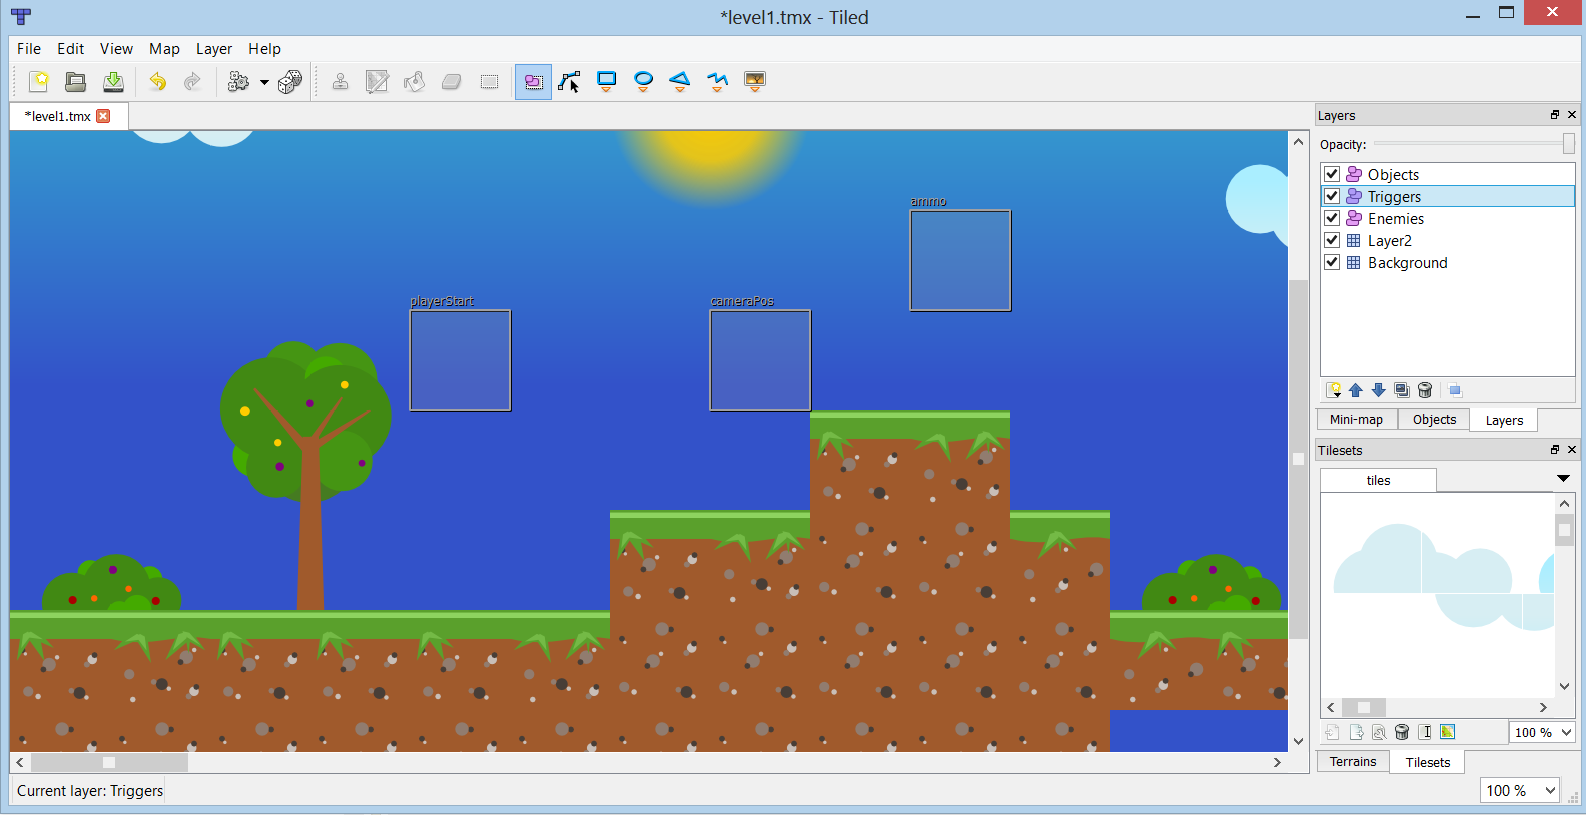 *level1.tmx - Tiled
File Edit View Map Layer Help
*level1.tmx
Layers
Opacity:
Objects
Triggers
Enemies
Layer2
Background
Mini-map Objects Layers
Tilesets
tiles
100 %
Terrains Tilesets
ammo
playerStart
cameraPos
Current layer: Triggers
100 %